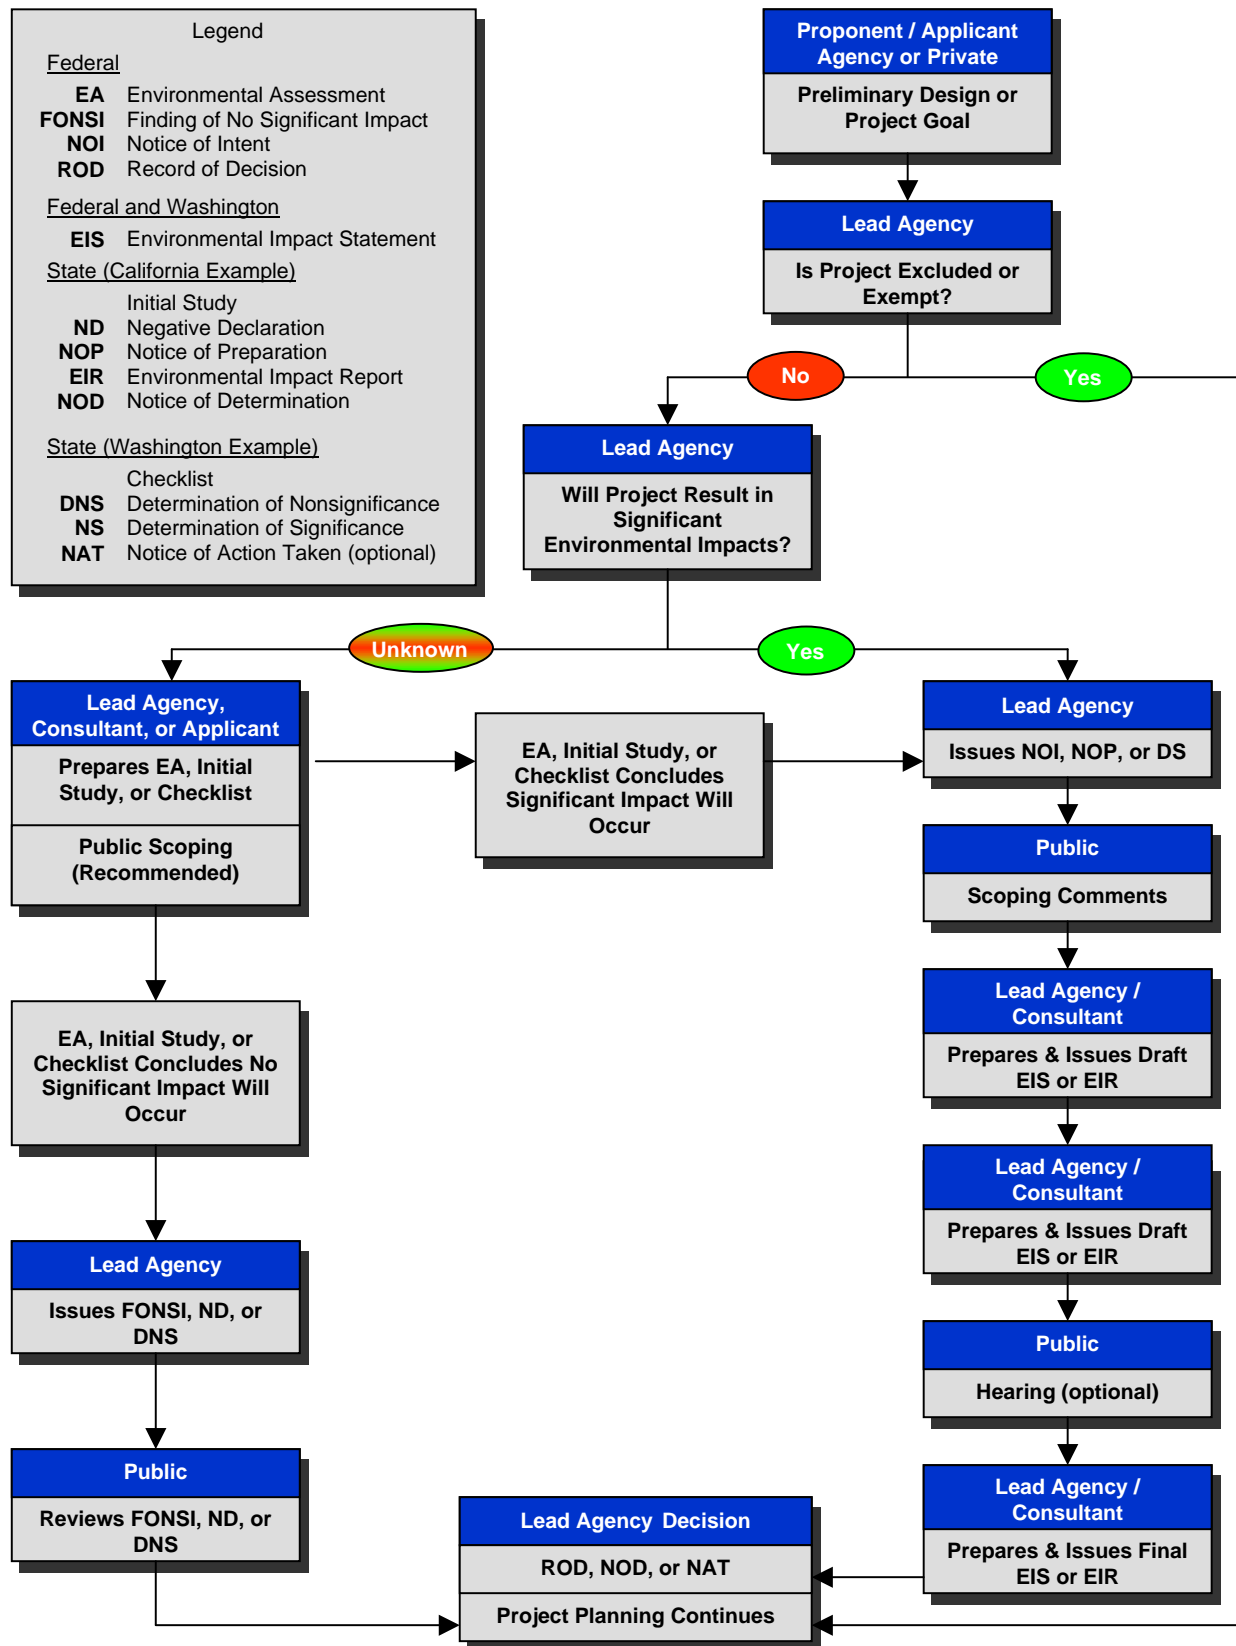 Legend
Federal
EA Environmental Assessment
FONSI Finding of No Significant Impact
NOI Notice of Intent
ROD Record of Decision
Federal and Washington
EIS Environmental Impact Statement
State (California Example)
Initial Study
ND Negative Declaration
NOP Notice of Preparation
EIR Environmental Impact Report
NOD Notice of Determination
State (Washington Example)
Checklist
DNS Determination of Nonsignificance
NS Determination of Significance
NAT Notice of Action Taken (optional)
Proponent / Applicant
Agency or Private
Preliminary Design or
Project Goal
Lead Agency
Is Project Excluded or
Exempt?
No
Yes
Lead Agency
Will Project Result in
Significant
Environmental Impacts?
Unknown
Yes
Lead Agency,
Consultant, or Applicant
Prepares EA, Initial
Study, or Checklist
Public Scoping
(Recommended)
EA, Initial Study, or
Checklist Concludes
Significant Impact Will
Occur
Lead Agency
Issues NOI, NOP, or DS
Public
Scoping Comments
Lead Agency /
Consultant
Prepares & Issues Draft
EIS or EIR
EA, Initial Study, or
Checklist Concludes No
Significant Impact Will
Occur
Lead Agency /
Consultant
Prepares & Issues Draft
EIS or EIR
Lead Agency
Issues FONSI, ND, or
DNS
Public
Hearing (optional)
Public
Reviews FONSI, ND, or
DNS
Lead Agency Decision
ROD, NOD, or NAT
Project Planning Continues
Lead Agency /
Consultant
Prepares & Issues Final
EIS or EIR